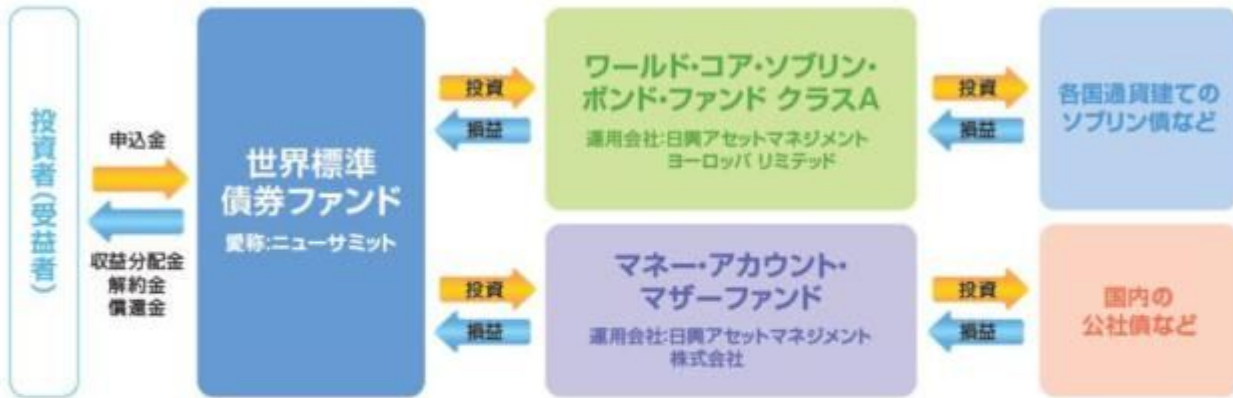 投資者(受益者)
申込金
収益分配金
解約金
償還金
世界標準
債券ファンド
愛称:ニューサミット
投資
損益
ワールド・コア・ソブリン・
ボンド・ファンド クラスA
運用会社:日興アセットマネジメント
ヨーロッパ リミテッド
投資
損益
各国通貨建ての
ソブリン債など
投資
損益
マネー・アカウント・
マザーファンド
運用会社:日興アセットマネジメント
株式会社
投資
損益
国内の
公社債など